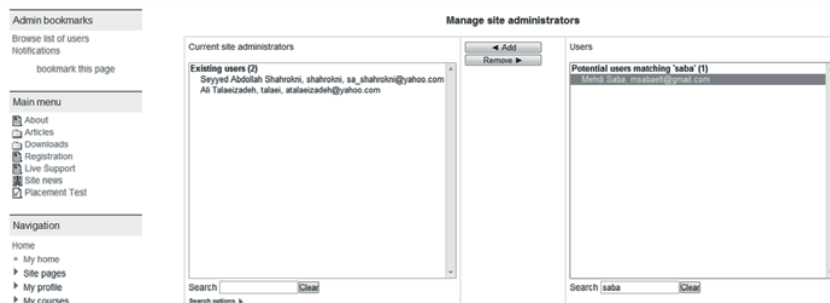 Admin bookmarks
Browse list of users
Notifications
bookmark this page
Main menu
About
Articles
Downloads
Registration
Live Support
Site news
Placement Test
Navigation
Home
My home
Site pages
My profile
My courses
Manage site administrators
Current site administrators
Existing users (2)
Seyyed Abdollah Shahrokni, shahrokni, sa_shahrokni@yahoo.com
Ali Talaeizadeh, talaei, atalaeizadeh@yahoo.com
Search Clear
Search options
◄ Add
Remove ►
Users
Potential users matching 'saba' (1)
Mehdi Saba, msabaelt@gmail.com
Search saba Clear